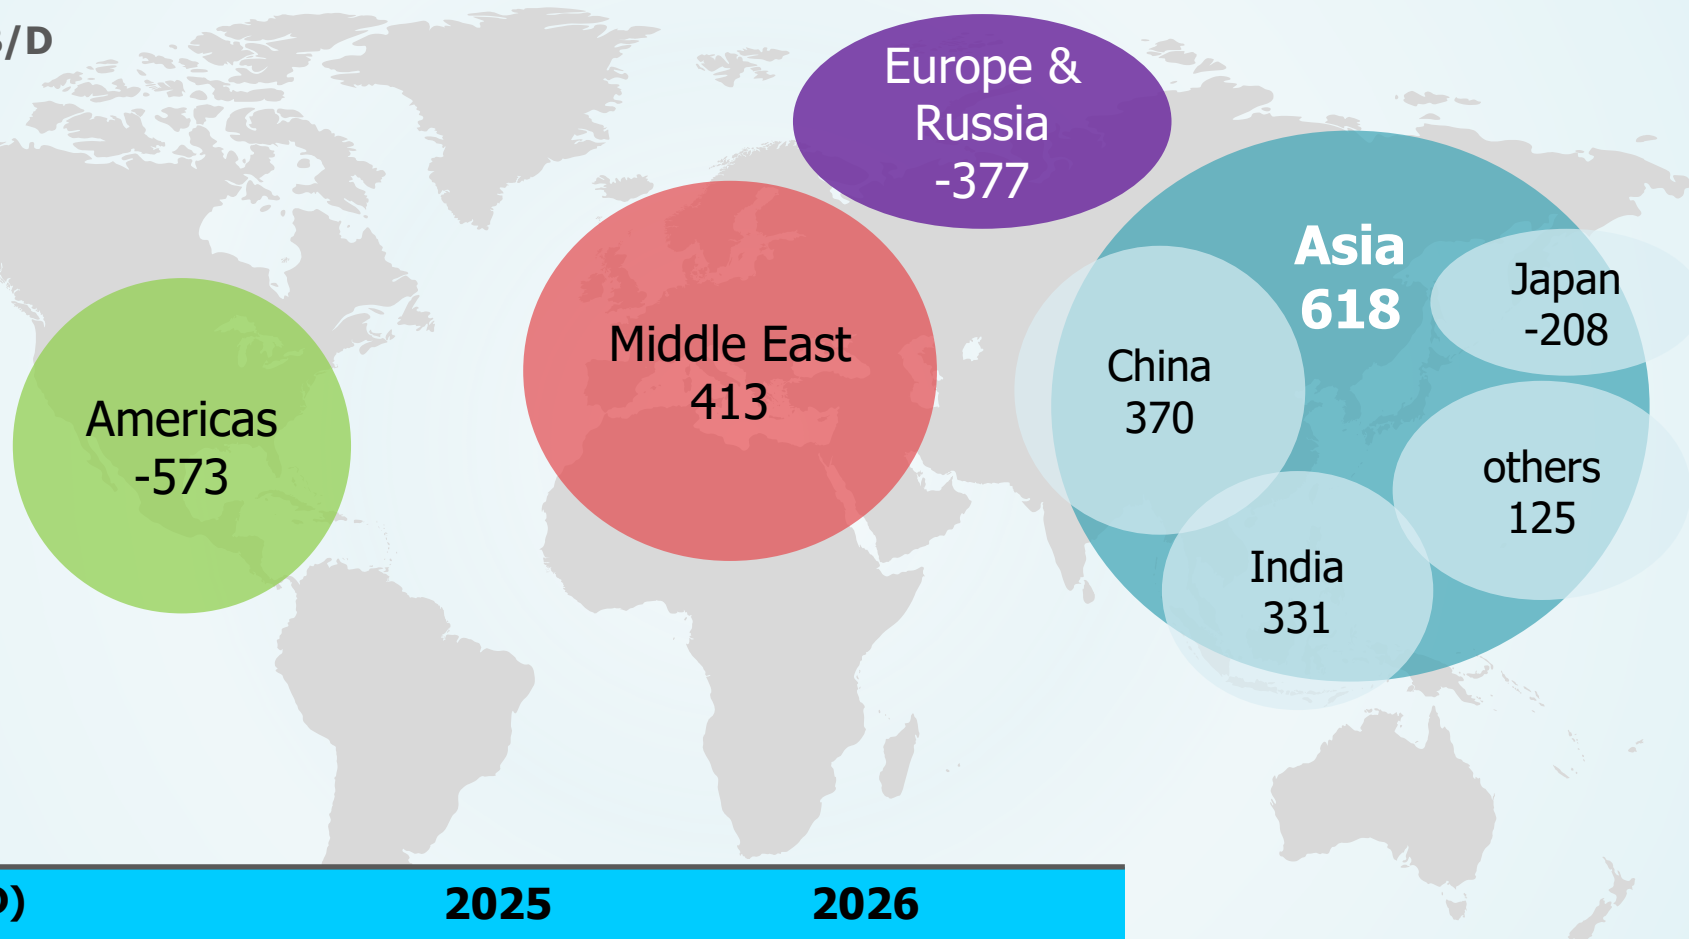 /D
Europe &
Russia
-377
Asia
618
Japan
-208
Middle East
413
China
370
Americas
-573
others
125
India
331
2025
2026